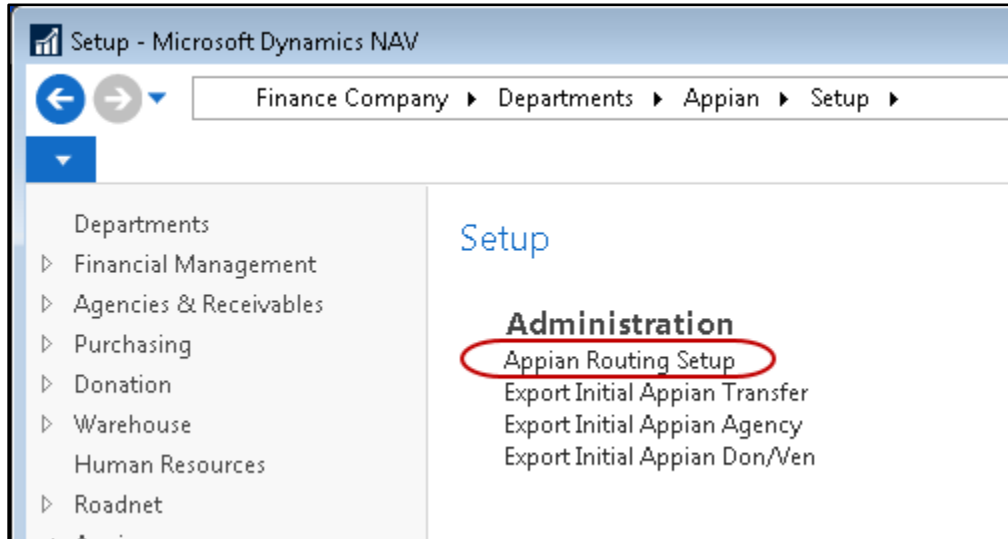 Setup - Microsoft Dynamics NAV
Finance Company ▸ Departments ▸ Appian ▸ Setup ▸
Departments
Financial Management
Agencies & Receivables
Purchasing
Donation
Warehouse
Human Resources
Roadnet
Setup
Administration
Appian Routing Setup
Export Initial Appian Transfer
Export Initial Appian Agency
Export Initial Appian Don/Ven